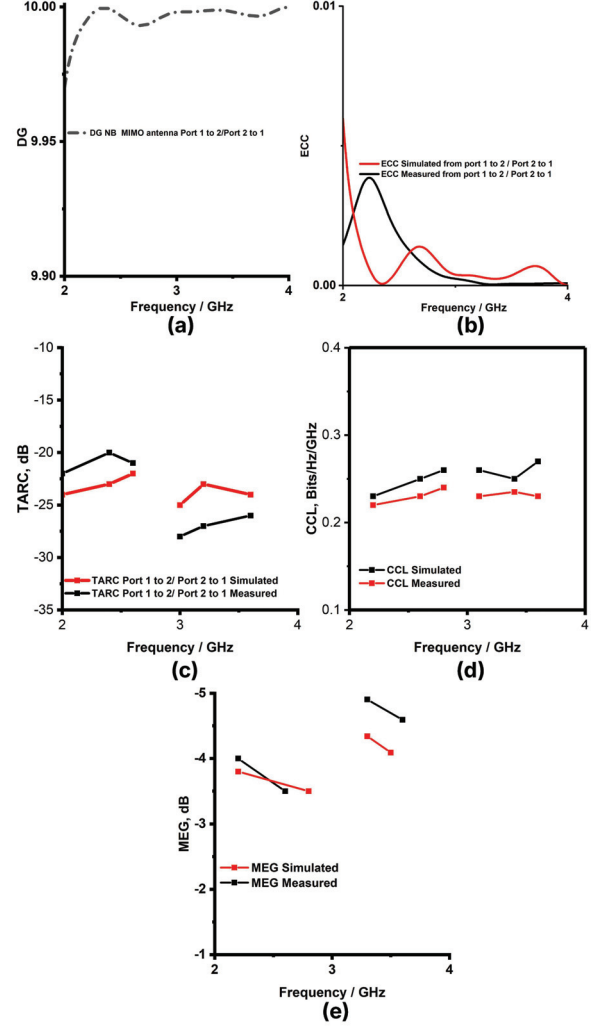 10.00
9.95
9.90
DG
DG NB MIMO antenna Port 1 to 2/Port 2 to 1
2
3
4
Frequency / GHz
(a)
0.01
0.00
ECC
ECC Simulated from port 1 to 2 / Port 2 to 1
ECC Measured from port 1 to 2 / Port 2 to 1
2
4
Frequency / GHz
(b)
-10
-15
-20
-25
-30
-35
TARC, dB
TARC Port 1 to 2/ Port 2 to 1 Simulated
TARC Port 1 to 2/ Port 2 to 1 Measured
2
3
4
Frequency / GHz
(c)
0.4
0.3
0.2
0.1
CCL, Bits/Hz/GHz
CCL Simulated
CCL Measured
2
3
4
Frequency / GHz
(d)
-5
-4
-3
-2
-1
MEG, dB
MEG Simulated
MEG Measured
2
3
4
Frequency / GHz
(e)